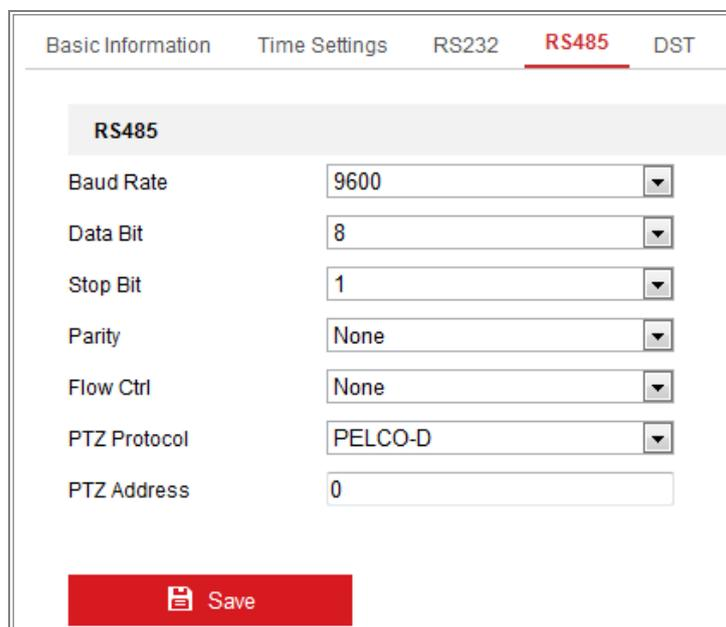 Basic Information Time Settings RS232 RS485 DST
RS485
Baud Rate 9600
Data Bit 8
Stop Bit 1
Parity None
Flow Ctrl None
PTZ Protocol PELCO-D
PTZ Address 0
Save